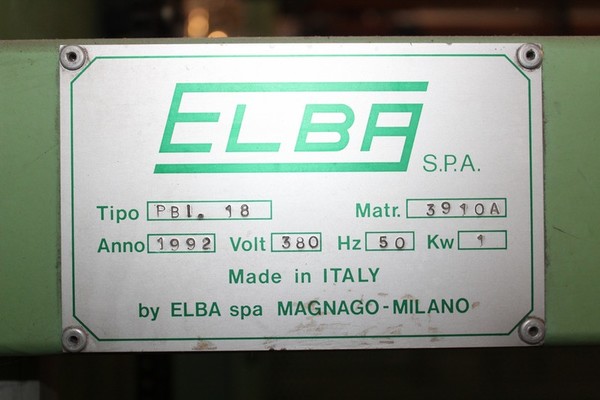 ELBA S.P.A.
Tipo PBI. 18 Matr. 3910A
Anno 1992 Volt 380 Hz 50 Kw 1
Made in ITALY
by ELBA spa MAGNAGO-MILANO